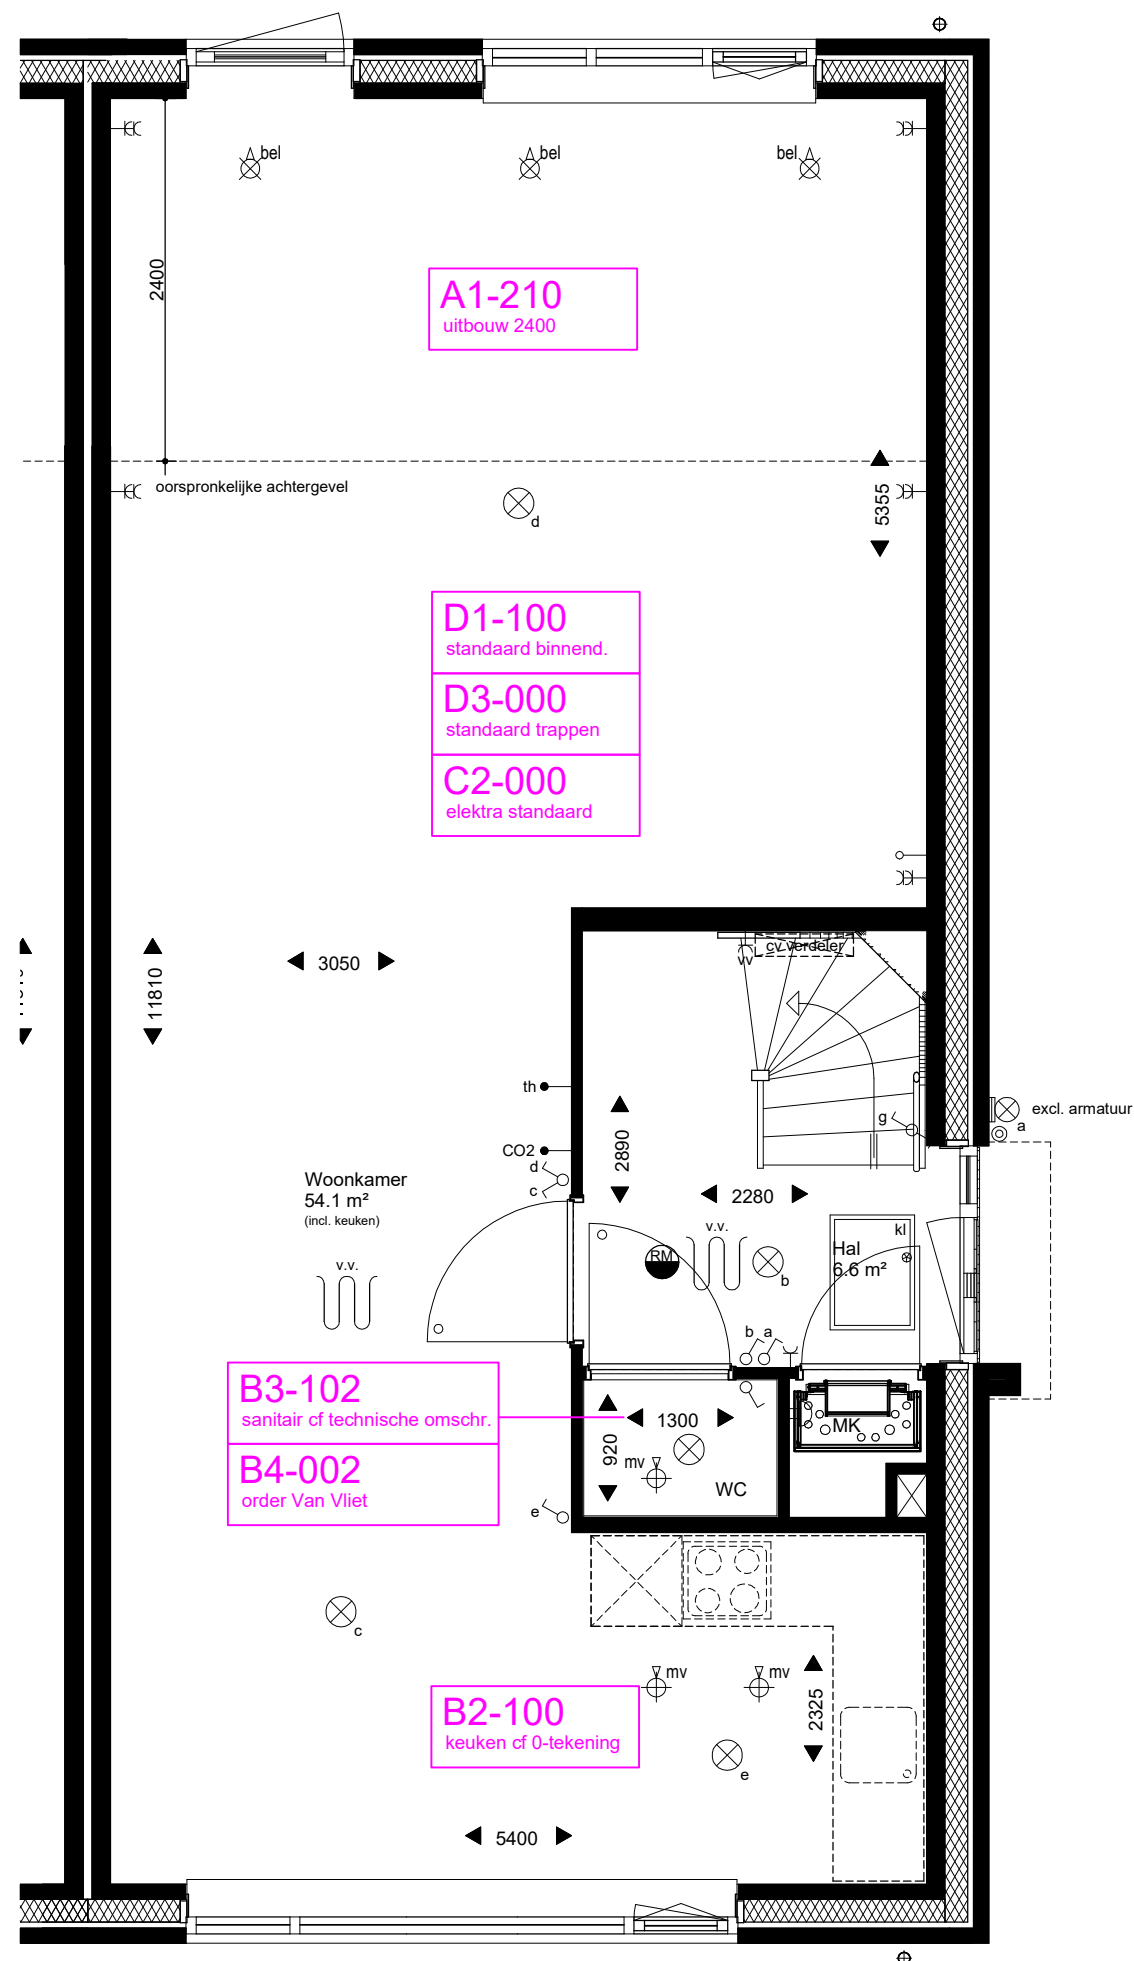 bel
bel
bel
2400
A1-210
uitbouw 2400
oorspronkelijke achtergevel
d
5355
D1-100
standaard binnend.
D3-000
standaard trappen
C2-000
elektra standaard
cv verdeler
3050
11810
th
CO2
d
c
2890
g
excl. armatuur
a
Woonkamer
54.1 m²
(incl. keuken)
v.v.
2280
v.v.
RM
b
kl
Hal
6.6 m²
b a
B3-102
sanitair cf technische omschr.
B4-002
order Van Vliet
1300
920
mv
WC
MK
e
c
mv
mv
2325
B2-100
keuken cf 0-tekening
e
5400